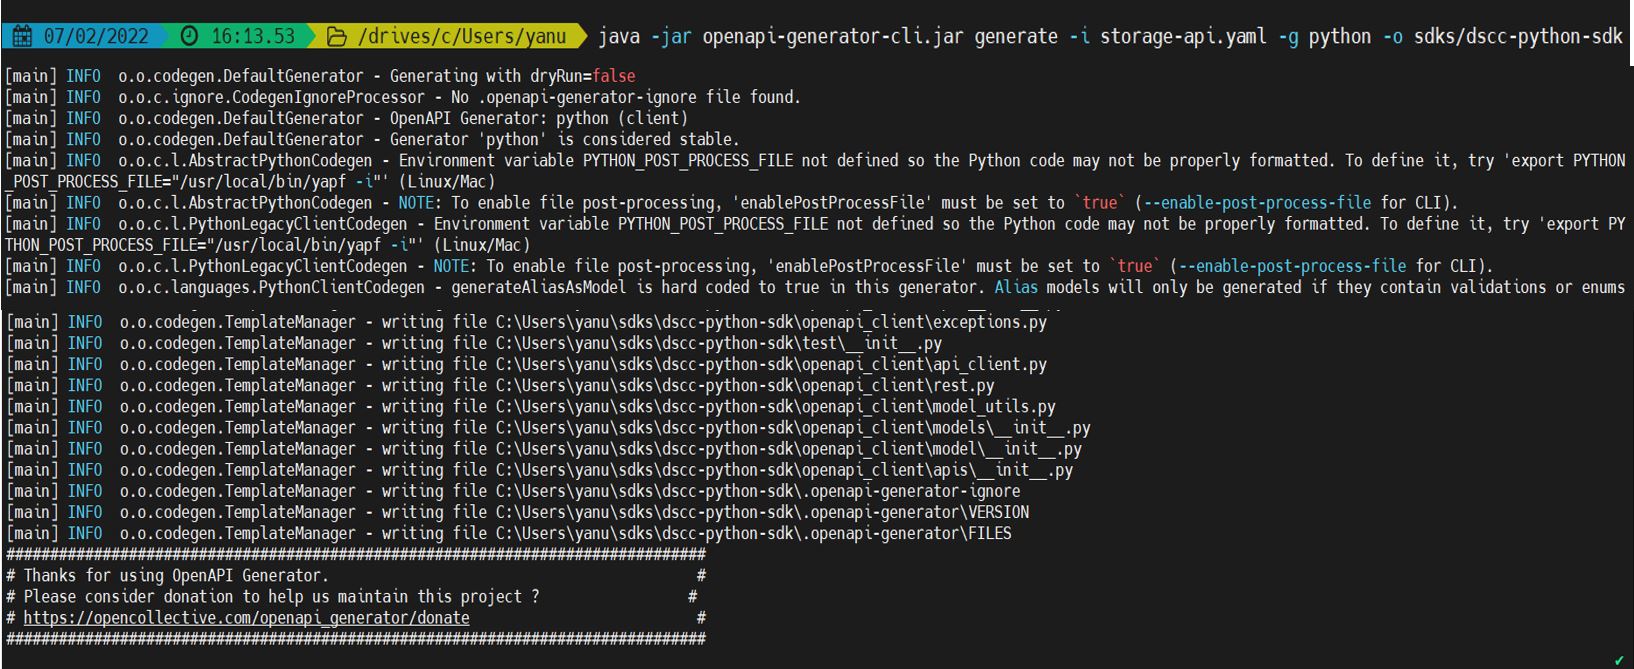 07/02/2022 16:13.53 /drives/c/Users/yanu java -jar openapi-generator-cli.jar generate -i storage-api.yaml -g python -o sdks/dscc-python-sdk
[main] INFO  o.o.codegen.DefaultGenerator - Generating with dryRun=false
[main] INFO  o.o.c.ignore.CodegenIgnoreProcessor - No .openapi-generator-ignore file found.
[main] INFO  o.o.codegen.DefaultGenerator - OpenAPI Generator: python (client)
[main] INFO  o.o.codegen.DefaultGenerator - Generator 'python' is considered stable.
[main] INFO  o.o.c.l.AbstractPythonCodegen - Environment variable PYTHON_POST_PROCESS_FILE not defined so the Python code may not be properly formatted. To define it, try 'export PYTHON
_POST_PROCESS_FILE="/usr/local/bin/yapf -i"' (Linux/Mac)
[main] INFO  o.o.c.l.AbstractPythonCodegen - NOTE: To enable file post-processing, 'enablePostProcessFile' must be set to `true` (--enable-post-process-file for CLI).
[main] INFO  o.o.c.l.PythonLegacyClientCodegen - Environment variable PYTHON_POST_PROCESS_FILE not defined so the Python code may not be properly formatted. To define it, try 'export PY
THON_POST_PROCESS_FILE="/usr/local/bin/yapf -i"' (Linux/Mac)
[main] INFO  o.o.c.l.PythonLegacyClientCodegen - NOTE: To enable file post-processing, 'enablePostProcessFile' must be set to `true` (--enable-post-process-file for CLI).
[main] INFO  o.o.c.languages.PythonClientCodegen - generateAliasAsModel is hard coded to true in this generator. Alias models will only be generated if they contain validations or enums
[main] INFO  o.o.codegen.TemplateManager - writing file C:\Users\yanu\sdks\dscc-python-sdk\openapi_client\exceptions.py
[main] INFO  o.o.codegen.TemplateManager - writing file C:\Users\yanu\sdks\dscc-python-sdk\test\__init__.py
[main] INFO  o.o.codegen.TemplateManager - writing file C:\Users\yanu\sdks\dscc-python-sdk\openapi_client\api_client.py
[main] INFO  o.o.codegen.TemplateManager - writing file C:\Users\yanu\sdks\dscc-python-sdk\openapi_client\rest.py
[main] INFO  o.o.codegen.TemplateManager - writing file C:\Users\yanu\sdks\dscc-python-sdk\openapi_client\model_utils.py
[main] INFO  o.o.codegen.TemplateManager - writing file C:\Users\yanu\sdks\dscc-python-sdk\openapi_client\models\__init__.py
[main] INFO  o.o.codegen.TemplateManager - writing file C:\Users\yanu\sdks\dscc-python-sdk\openapi_client\model\__init__.py
[main] INFO  o.o.codegen.TemplateManager - writing file C:\Users\yanu\sdks\dscc-python-sdk\openapi_client\apis\__init__.py
[main] INFO  o.o.codegen.TemplateManager - writing file C:\Users\yanu\sdks\dscc-python-sdk\.openapi-generator-ignore
[main] INFO  o.o.codegen.TemplateManager - writing file C:\Users\yanu\sdks\dscc-python-sdk\.openapi-generator\VERSION
[main] INFO  o.o.codegen.TemplateManager - writing file C:\Users\yanu\sdks\dscc-python-sdk\.openapi-generator\FILES
################################################################################
# Thanks for using OpenAPI Generator.                                          #
# Please consider donation to help us maintain this project ?                 #
# https://opencollective.com/openapi_generator/donate                          #
################################################################################